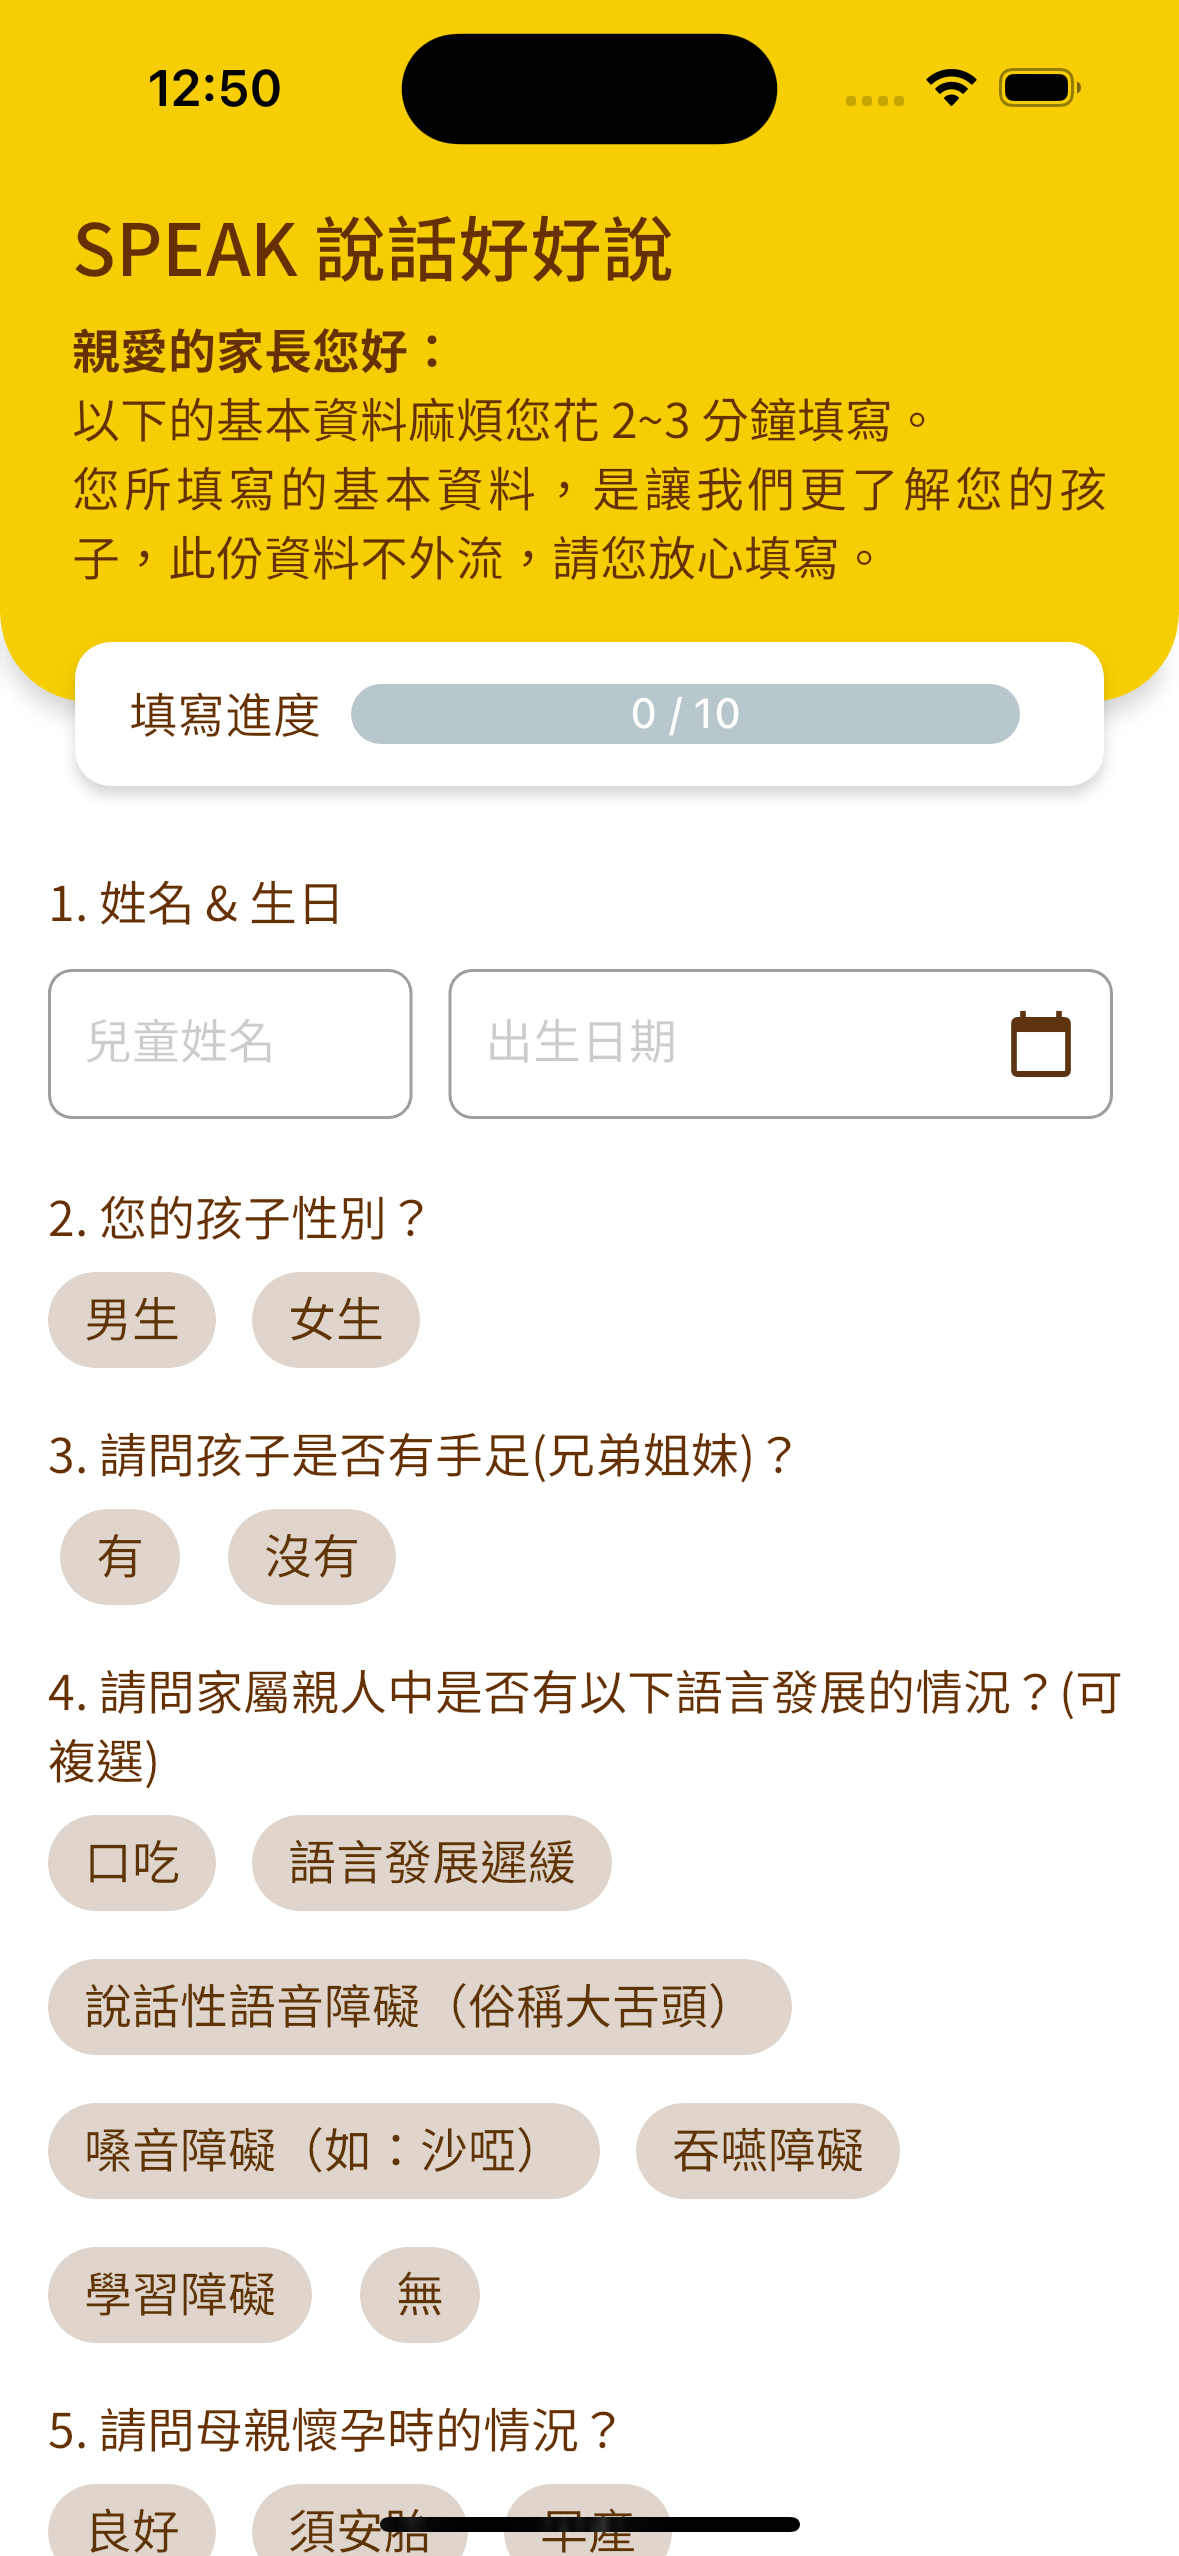 12:50
SPEAK 說話好好說
親愛的家長您好：
以下的基本資料麻煩您花 2~3 分鐘填寫。
您所填寫的基本資料，是讓我們更了解您的孩
子，此份資料不外流，請您放心填寫。
填寫進度 0 / 10
1. 姓名 & 生日
兒童姓名 出生日期
2. 您的孩子性別？
男生 女生
3. 請問孩子是否有手足(兄弟姐妹)？
有 沒有
4. 請問家屬親人中是否有以下語言發展的情況？(可
複選)
口吃 語言發展遲緩
說話性語音障礙（俗稱大舌頭）
嗓音障礙（如：沙啞） 吞嚥障礙
學習障礙 無
5. 請問母親懷孕時的情況？
良好 須安胎 早產